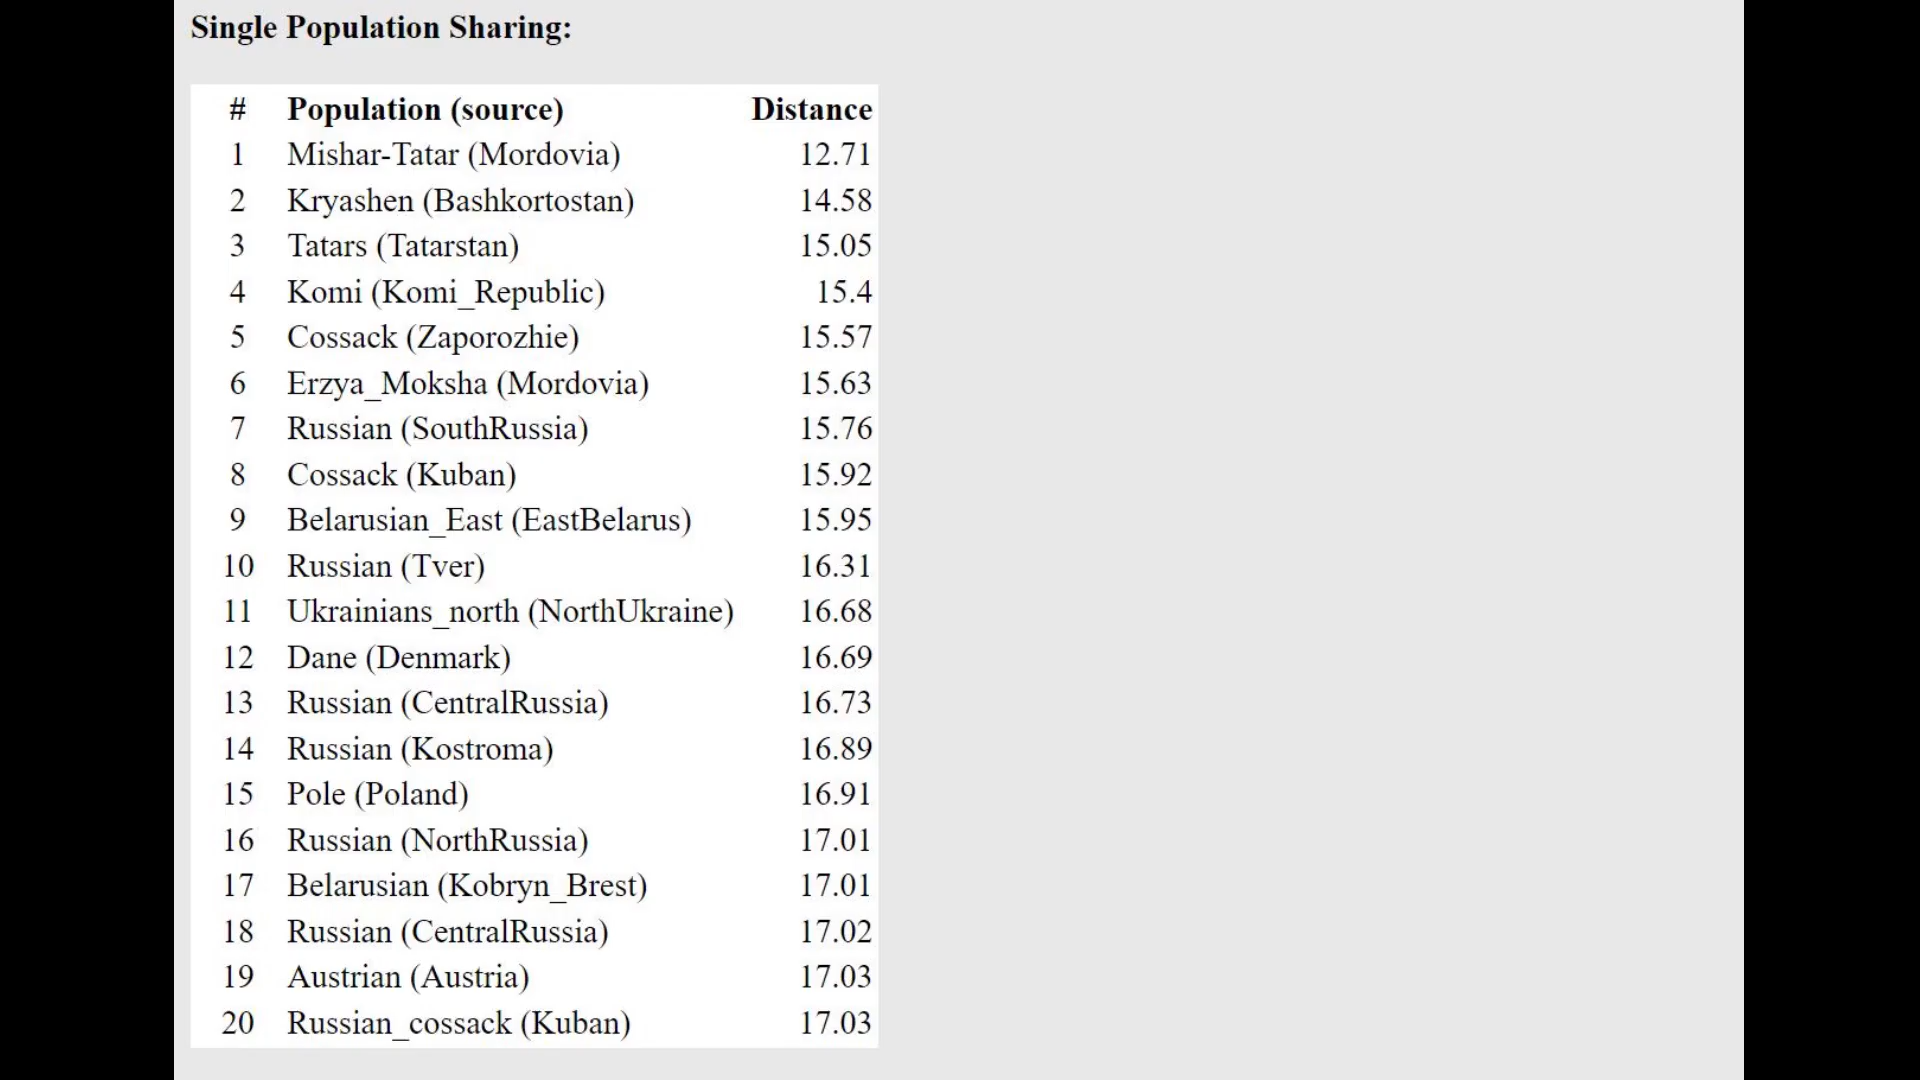 Single Population Sharing:
# Population (source) Distance
1 Mishar-Tatar (Mordovia) 12.71
2 Kryashen (Bashkortostan) 14.58
3 Tatars (Tatarstan) 15.05
4 Komi (Komi_Republic) 15.4
5 Cossack (Zaporozhie) 15.57
6 Erzya_Moksha (Mordovia) 15.63
7 Russian (SouthRussia) 15.76
8 Cossack (Kuban) 15.92
9 Belarusian_East (EastBelarus) 15.95
10 Russian (Tver) 16.31
11 Ukrainians_north (NorthUkraine) 16.68
12 Dane (Denmark) 16.69
13 Russian (CentralRussia) 16.73
14 Russian (Kostroma) 16.89
15 Pole (Poland) 16.91
16 Russian (NorthRussia) 17.01
17 Belarusian (Kobryn_Brest) 17.01
18 Russian (CentralRussia) 17.02
19 Austrian (Austria) 17.03
20 Russian_cossack (Kuban) 17.03